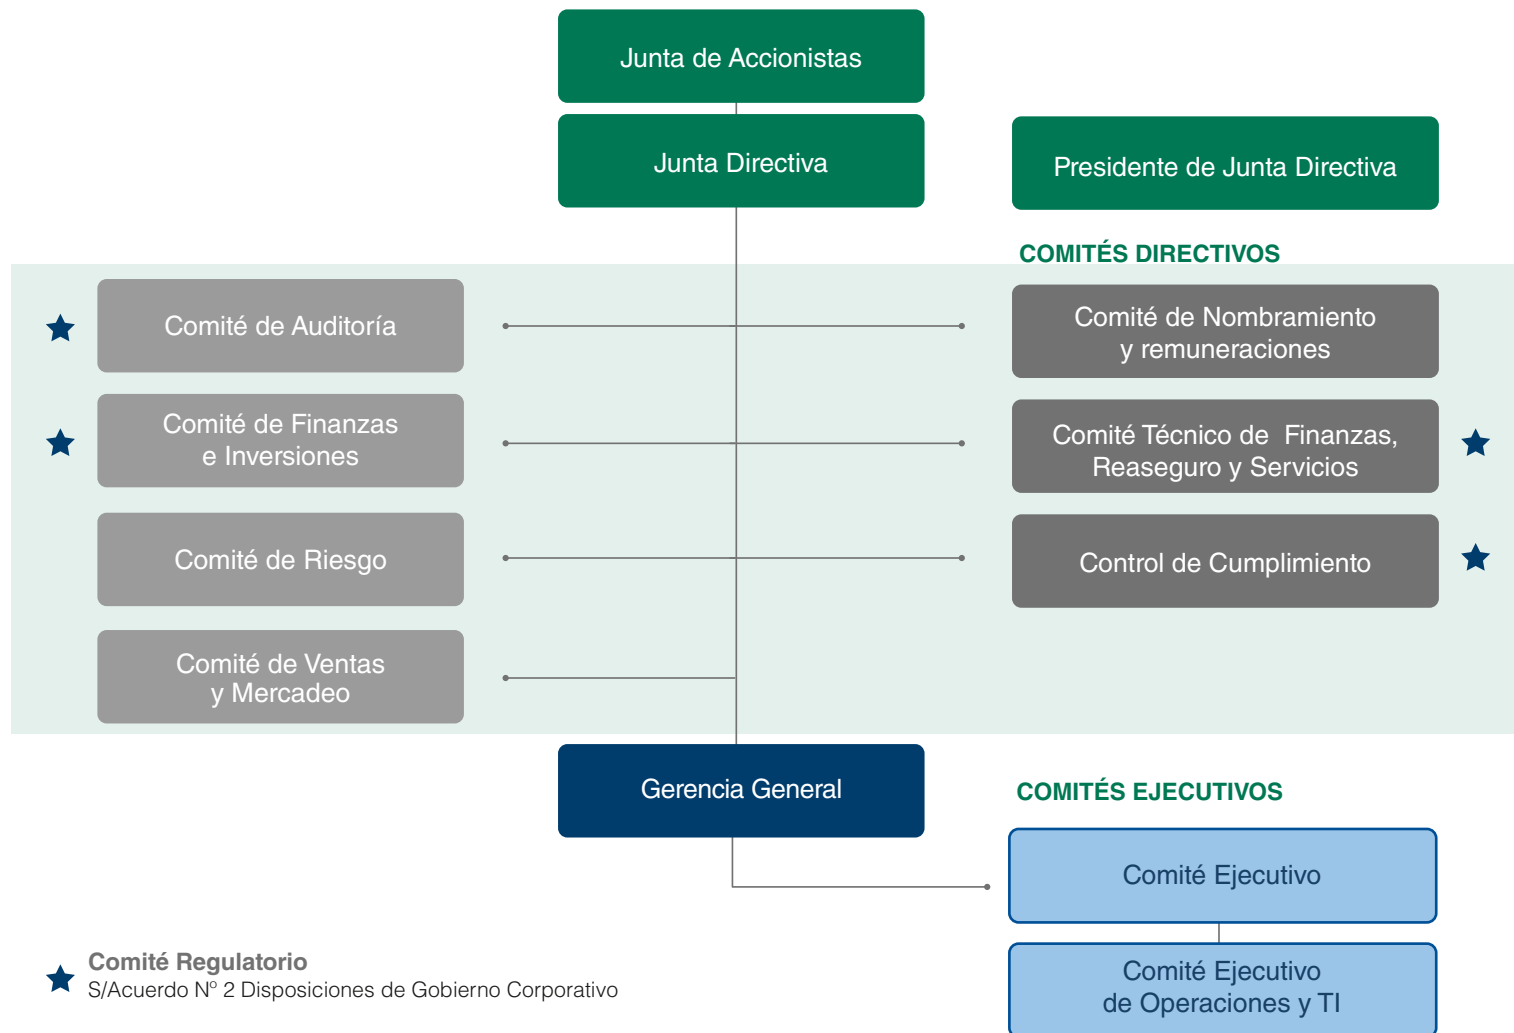 Junta de Accionistas
Junta Directiva
Presidente de Junta Directiva
COMITÉS DIRECTIVOS
Comité de Auditoría
Comité de Nombramiento
y remuneraciones
Comité de Finanzas
e Inversiones
Comité Técnico de Finanzas,
Reaseguro y Servicios
Comité de Riesgo
Control de Cumplimiento
Comité de Ventas
y Mercadeo
Gerencia General
COMITÉS EJECUTIVOS
Comité Ejecutivo
Comité Ejecutivo
de Operaciones y TI
Comité Regulatorio
S/Acuerdo Nº 2 Disposiciones de Gobierno Corporativo